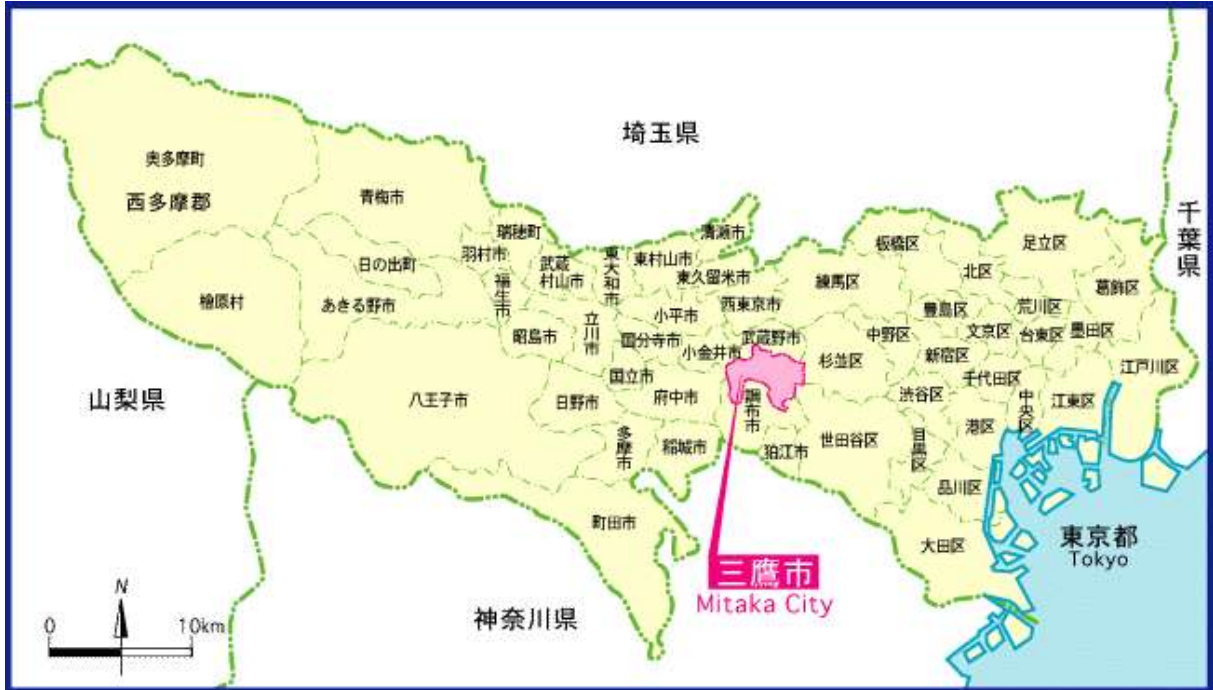 埼玉県
千葉県
奥多摩町
西多摩郡
青梅市
瑞穂町
羽村市
福生市
武蔵
村山市
東大和市
東村山市
清瀬市
東久留米市
板橋区
足立区
北区
葛飾区
日の出町
檜原村
あきる野市
昭島市
立川市
小平市
西東京市
練馬区
豊島区
荒川区
文京区
台東区
墨田区
国分寺市
小金井市
武蔵野市
中野区
杉並区
新宿区
千代田区
江戸川区
山梨県
八王子市
日野市
国立市
府中市
調布市
渋谷区
中央区
江東区
港区
多摩市
稲城市
狛江市
世田谷区
目黒区
品川区
町田市
大田区
東京都
Tokyo
三鷹市
Mitaka City
神奈川県
N
0 10km